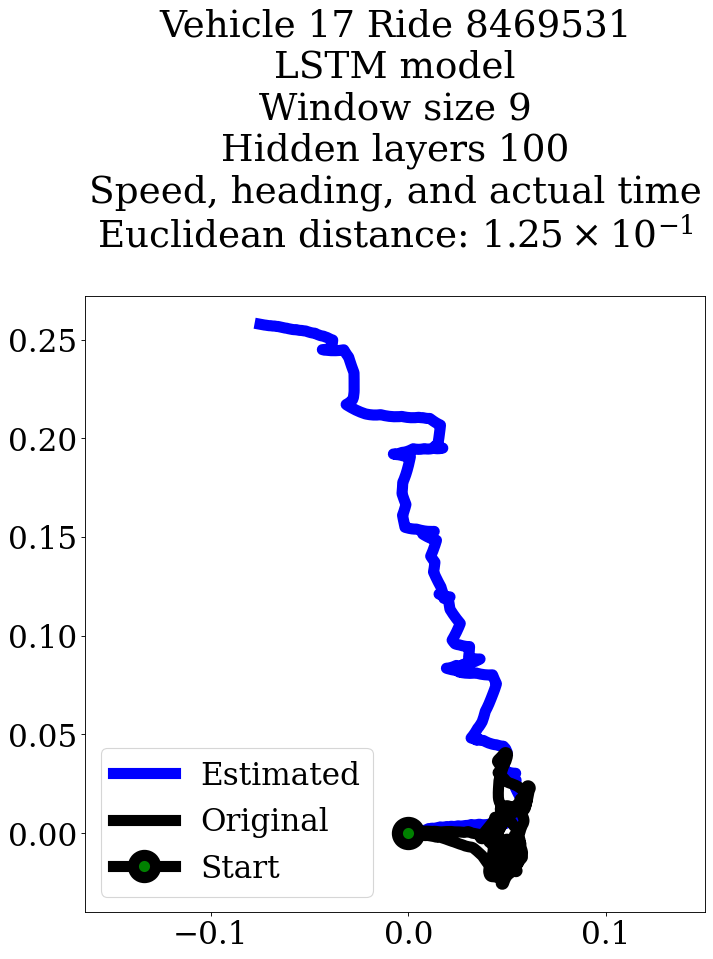 Vehicle 17 Ride 8469531
LSTM model
Window size 9
Hidden layers 100
Speed, heading, and actual time
Euclidean distance: 1.25 × 10⁻¹
0.25
0.20
0.15
0.10
0.05
0.00
Estimated
Original
Start
−0.1
0.0
0.1